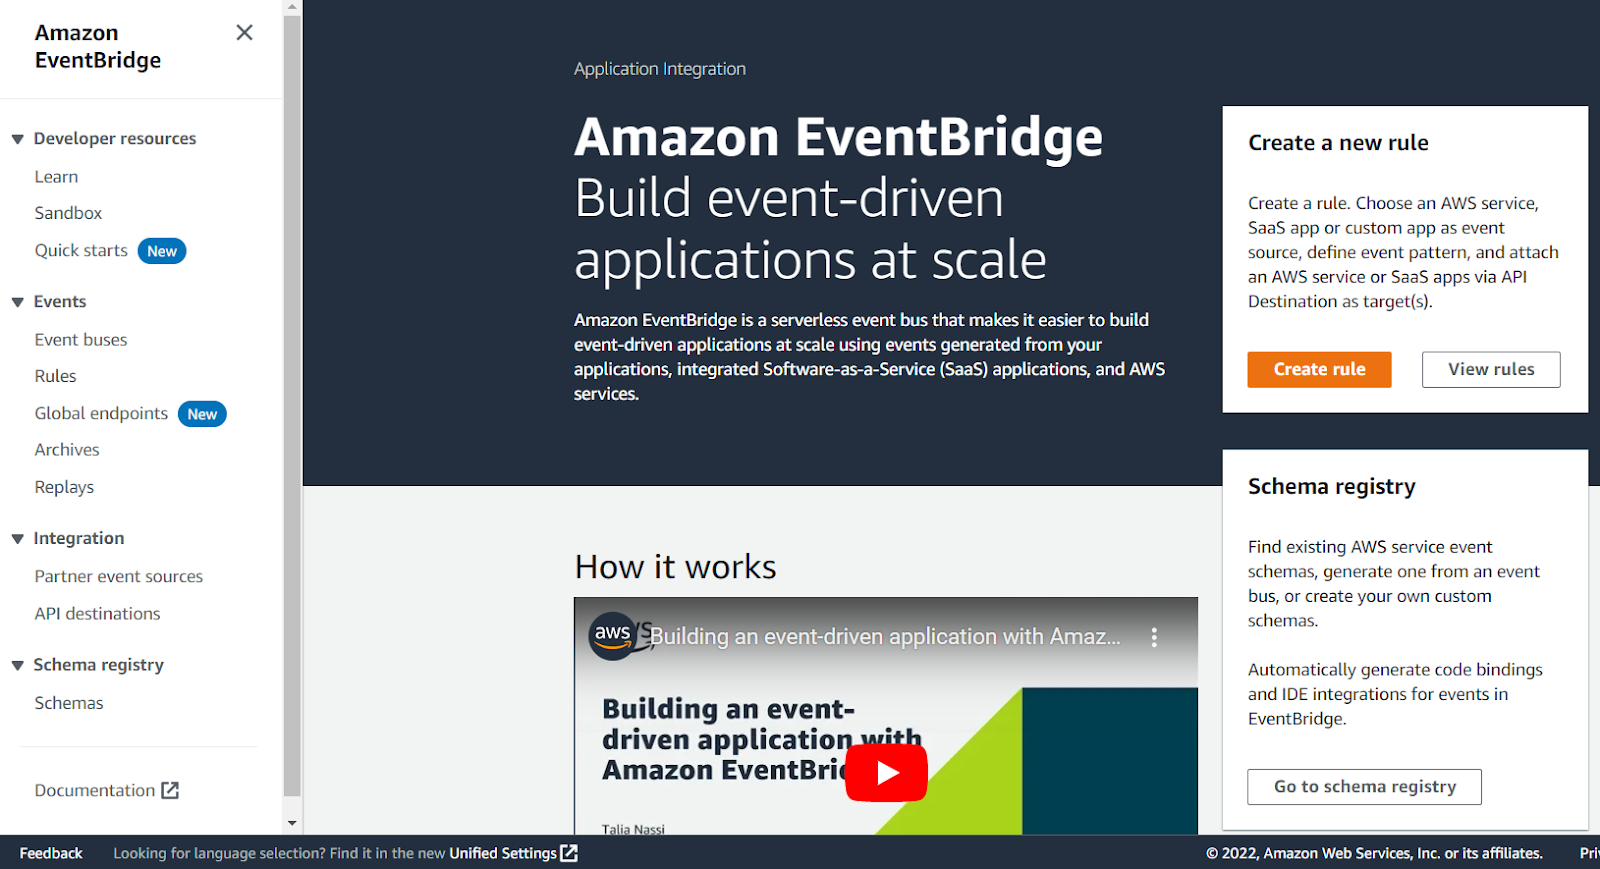 Amazon
EventBridge
Developer resources
Learn
Sandbox
Quick starts New
Events
Event buses
Rules
Global endpoints New
Archives
Replays
Integration
Partner event sources
API destinations
Schema registry
Schemas
Documentation
Application Integration
Amazon EventBridge
Build event-driven
applications at scale
Amazon EventBridge is a serverless event bus that makes it easier to build
event-driven applications at scale using events generated from your
applications, integrated Software-as-a-Service (SaaS) applications, and AWS
services.
Create a new rule
Create a rule. Choose an AWS service,
SaaS app or custom app as event
source, define event pattern, and attach
an AWS service or SaaS apps via API
Destination as target(s).
Create rule View rules
Schema registry
Find existing AWS service event
schemas, generate one from an event
bus, or create your own custom
schemas.
Automatically generate code bindings
and IDE integrations for events in
EventBridge.
Go to schema registry
How it works
aws Building an event-driven application with Amaz...
Building an event-
driven application with
Amazon EventBri
Talia Nassi
Feedback Looking for language selection? Find it in the new Unified Settings
© 2022, Amazon Web Services, Inc. or its affiliates.